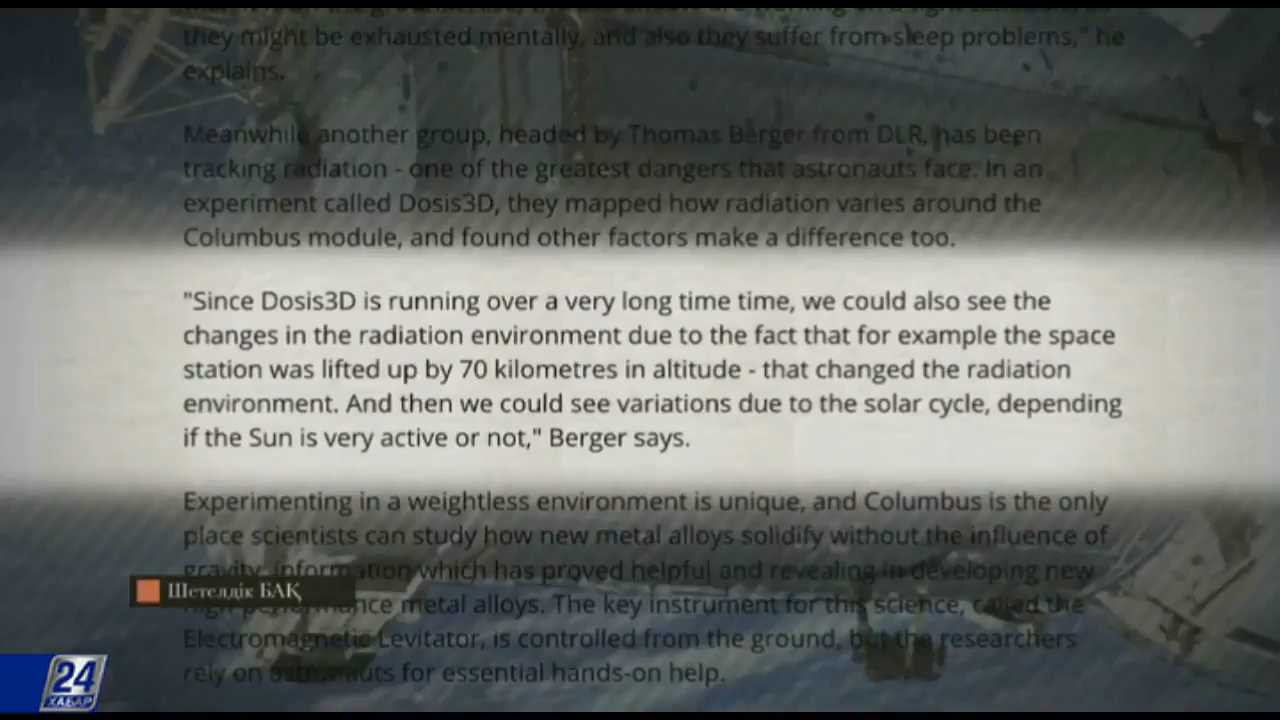 they might be exhausted mentally, and also they suffer from sleep problems," he
explains.
Meanwhile another group, headed by Thomas Berger from DLR, has been
tracking radiation - one of the greatest dangers that astronauts face. In an
experiment called Dosis3D, they mapped how radiation varies around the
Columbus module, and found other factors make a difference too.
"Since Dosis3D is running over a very long time time, we could also see the
changes in the radiation environment due to the fact that for example the space
station was lifted up by 70 kilometres in altitude - that changed the radiation
environment. And then we could see variations due to the solar cycle, depending
if the Sun is very active or not," Berger says.
Experimenting in a weightless environment is unique, and Columbus is the only
place scientists can study how new metal alloys solidify without the influence of
gravity, information which has proved helpful and revealing in developing new
metal alloys. The key instrument for this science, called the
Шетелдік БАҚ
Electromagnetic Levitator, is controlled from the ground, but the researchers
rely on astronauts for essential hands-on help.
24
ХАБАР